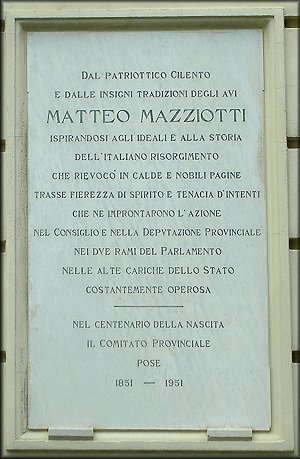 DAL PATRIOTTICO CILENTO
E DALLE INSIGNI TRADIZIONI DEGLI AVI
MATTEO MAZZIOTTI
ISPIRANDOSI AGLI IDEALI E ALLA STORIA
DELL'ITALIANO RISORGIMENTO
CHE RIEVOCO' IN CALDE E NOBILI PAGINE
TRASSE FIEREZZA DI SPIRITO E TENACIA D'INTENTI
CHE NE IMPRONTARONO L'AZIONE
NEL CONSIGLIO E NELLA DEPVTAZIONE PROVINCIALE
NEI DVE RAMI DEL PARLAMENTO
NELLE ALTE CARICHE DELLO STATO
COSTANTEMENTE OPEROSA
NEL CENTENARIO DELLA NASCITA
IL COMITATO PROVINCIALE
POSE
1851 — 1951